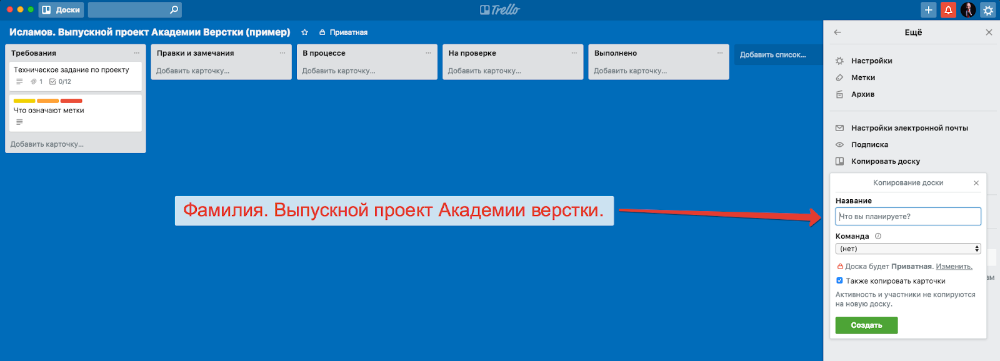 Доски
Trello
Исламов. Выпускной проект Академии Верстки (пример)
Приватная
Требования
Техническое задание по проекту
1
0/12
Что означают метки
Добавить карточку...
Правки и замечания
Добавить карточку...
В процессе
Добавить карточку...
На проверке
Добавить карточку...
Выполнено
Добавить карточку...
Добавить список...
Фамилия. Выпускной проект Академии верстки.
Ещё
Настройки
Метки
Архив
Настройки электронной почты
Подписка
Копировать доску
Копирование доски
Название
Что вы планируете?
Команда
(нет)
Доска будет Приватная. Изменить.
Также копировать карточки
Активность и участники не копируются
на новую доску.
Создать
ам